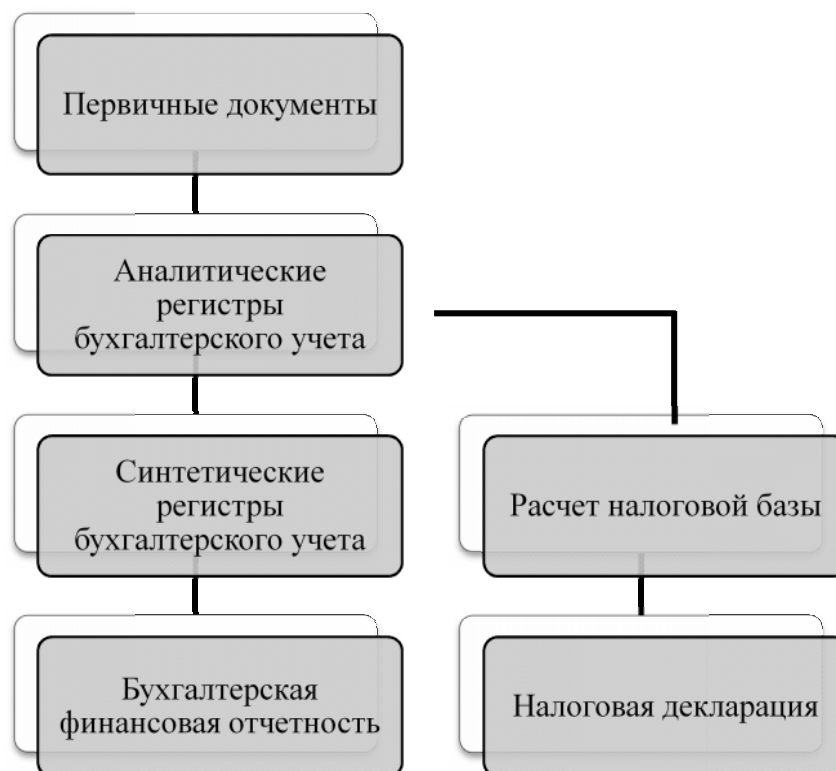 Первичные документы
Аналитические
регистры
бухгалтерского учета
Синтетические
регистры
бухгалтерского учета
Расчет налоговой базы
Бухгалтерская
финансовая отчетность
Налоговая декларация